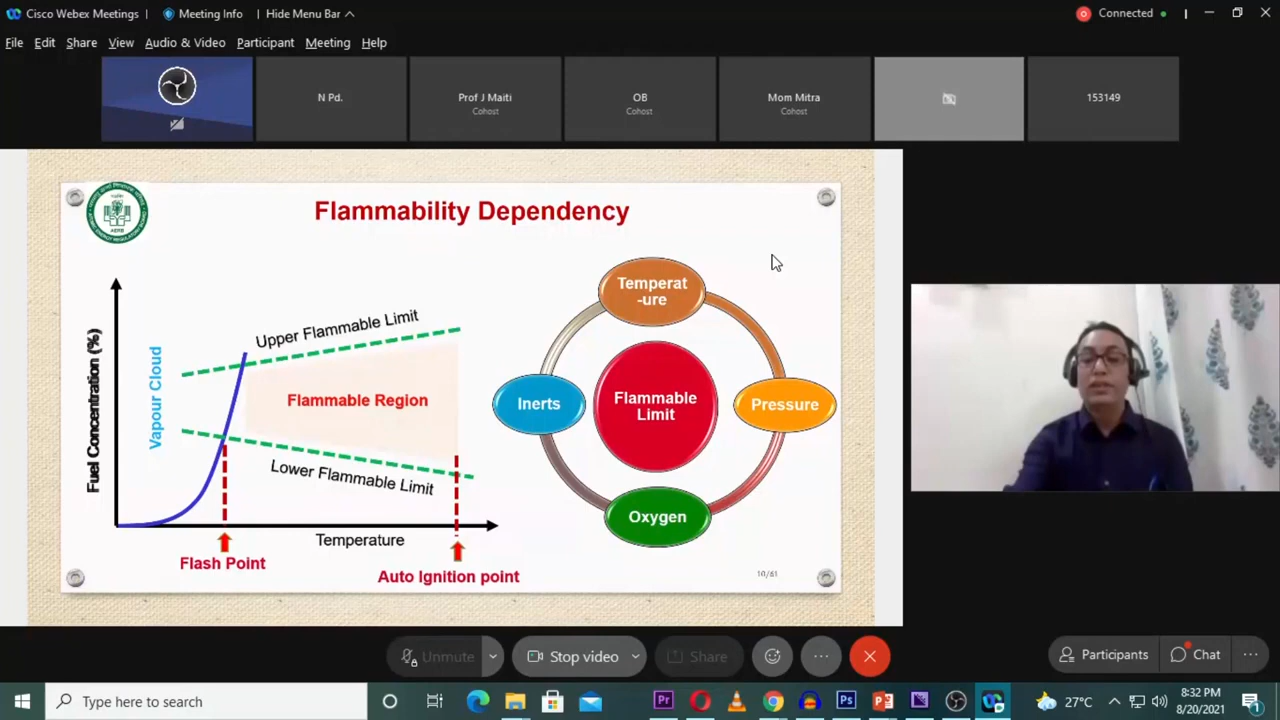 Cisco Webex Meetings
Meeting Info
Hide Menu Bar
Connected
File Edit Share View Audio & Video Participant Meeting Help
N Pd.
Prof J Maiti
Cohost
OB
Cohost
Mom Mitra
Cohost
153149
Flammability Dependency
AERB
Fuel Concentration (%)
Vapour Cloud
Upper Flammable Limit
Flammable Region
Lower Flammable Limit
Temperature
Flash Point
Auto Ignition point
Temperat
-ure
Inerts
Flammable
Limit
Pressure
Oxygen
10/61
Unmute
Stop video
Share
Participants
Chat
Type here to search
27°C
8:32 PM
8/20/2021
1